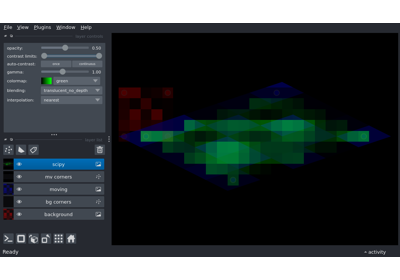 File View Plugins Window Help
opacity: 0.50
contrast limits:
auto-contrast: once continuous
gamma: 1.00
colormap: green
blending: translucent_no_depth
interpolation: nearest
scipy
mv corners
moving
bg corners
background
Ready
activity